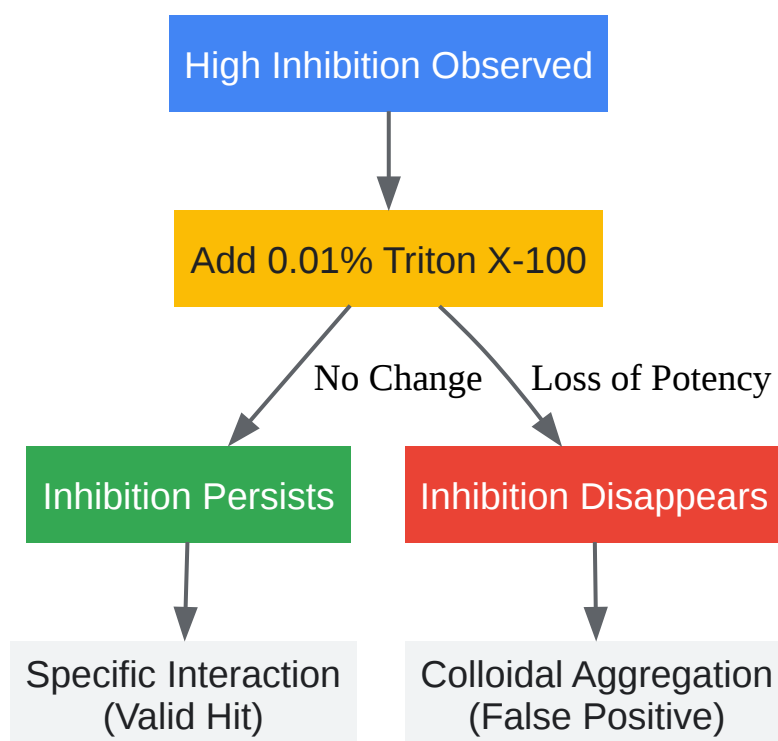 High Inhibition Observed
Add 0.01% Triton X-100
No Change
Loss of Potency
Inhibition Persists
Inhibition Disappears
Specific Interaction
(Valid Hit)
Colloidal Aggregation
(False Positive)